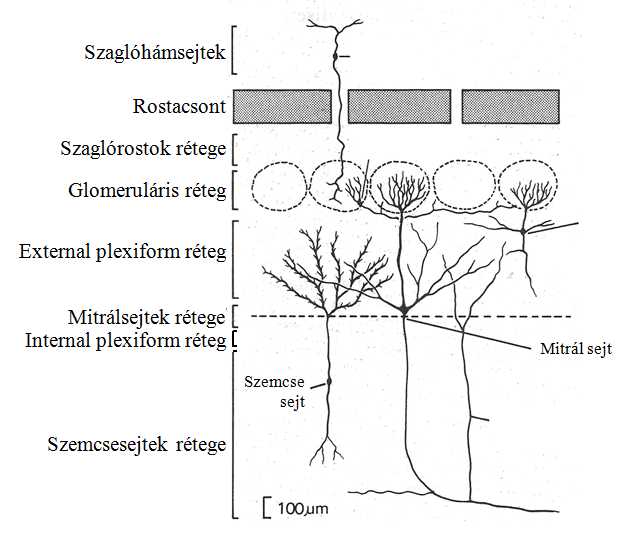 Szaglóhámsejtek
Rostacsont
Szaglórostok rétege
Glomeruláris réteg
External plexiform réteg
Mitrálsejtek rétege
Internal plexiform réteg
Mitrál sejt
Szemcse
sejt
Szemcsesejtek rétege
100µm